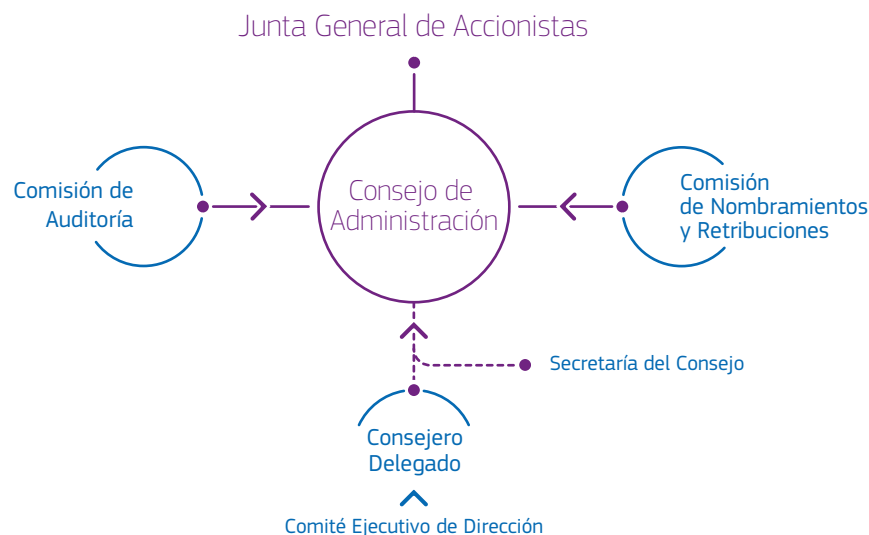 Junta General de Accionistas
Comisión de
Auditoría
Consejo de
Administración
Comisión
de Nombramientos
y Retribuciones
Secretaría del Consejo
Consejero
Delegado
Comité Ejecutivo de Dirección